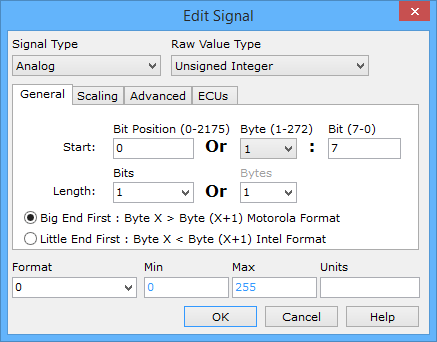 Edit Signal
Signal Type Raw Value Type
Analog Unsigned Integer
General Scaling Advanced ECUs
Bit Position (0-2175) Byte (1-272) Bit (7-0)
Start: 0 Or 1 : 7
Bits Bytes
Length: 1 Or 1
Big End First : Byte X > Byte (X+1) Motorola Format
Little End First : Byte X < Byte (X+1) Intel Format
Format Min Max Units
0 0 255
OK Cancel Help